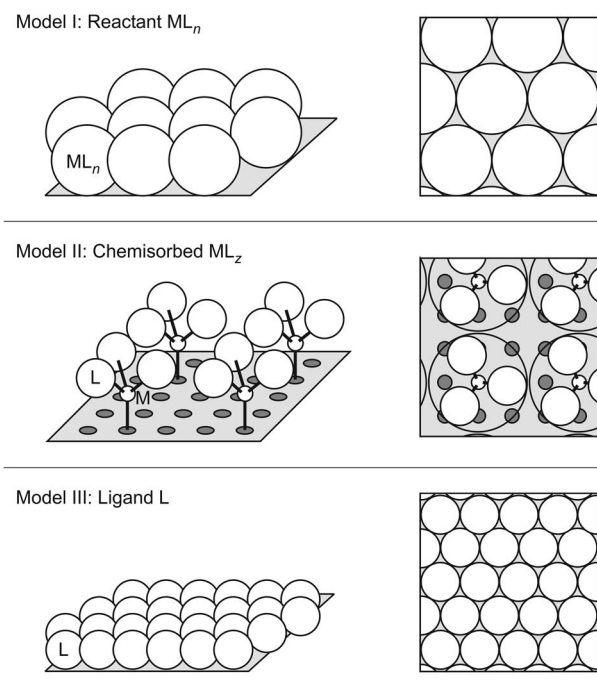 Model I: Reactant MLn
MLn
Model II: Chemisorbed MLz
L
M
Model III: Ligand L
L